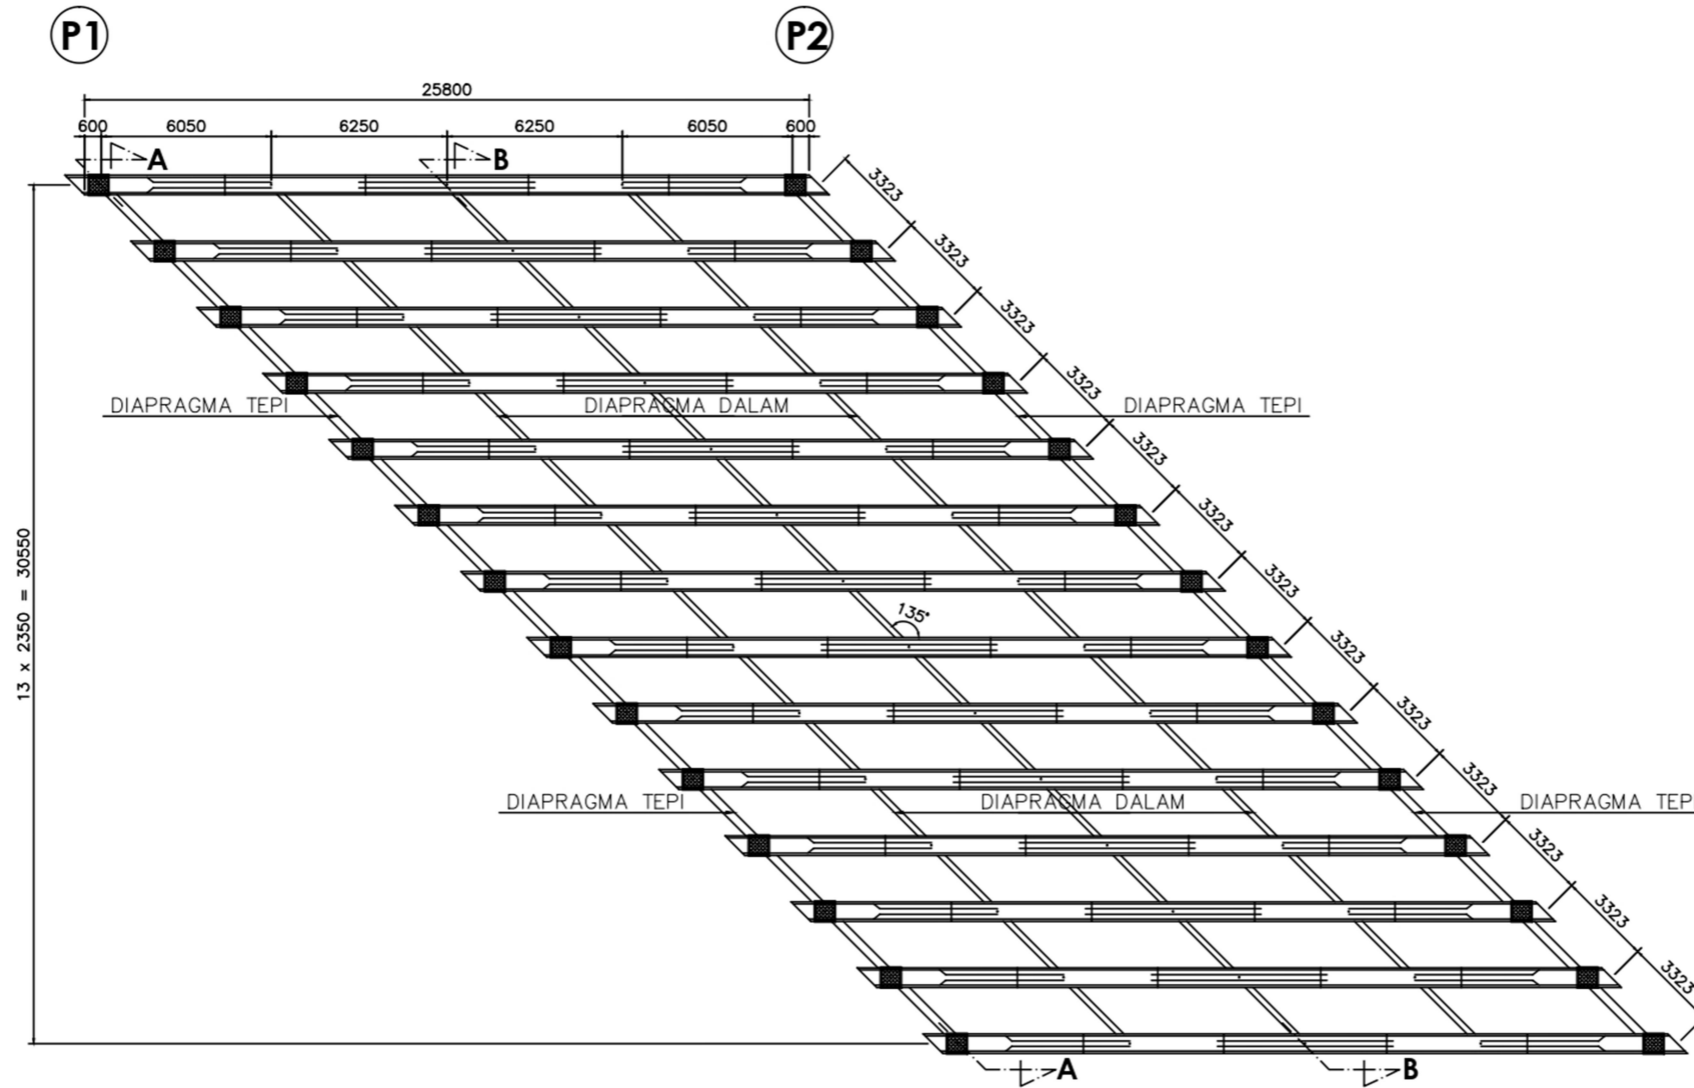 P1
P2
25800
600 6050 6250 6250 6050 600
A
B
3323
3323
3323
3323
DIAPRAGMA TEPI
DIAPRAGMA DALAM
DIAPRAGMA TEPI
3323
3323
13 x 2350 = 30550
3323
135°
3323
3323
3323
DIAPRAGMA TEPI
DIAPRAGMA DALAM
DIAPRAGMA TEP
3323
3323
3323
A
B